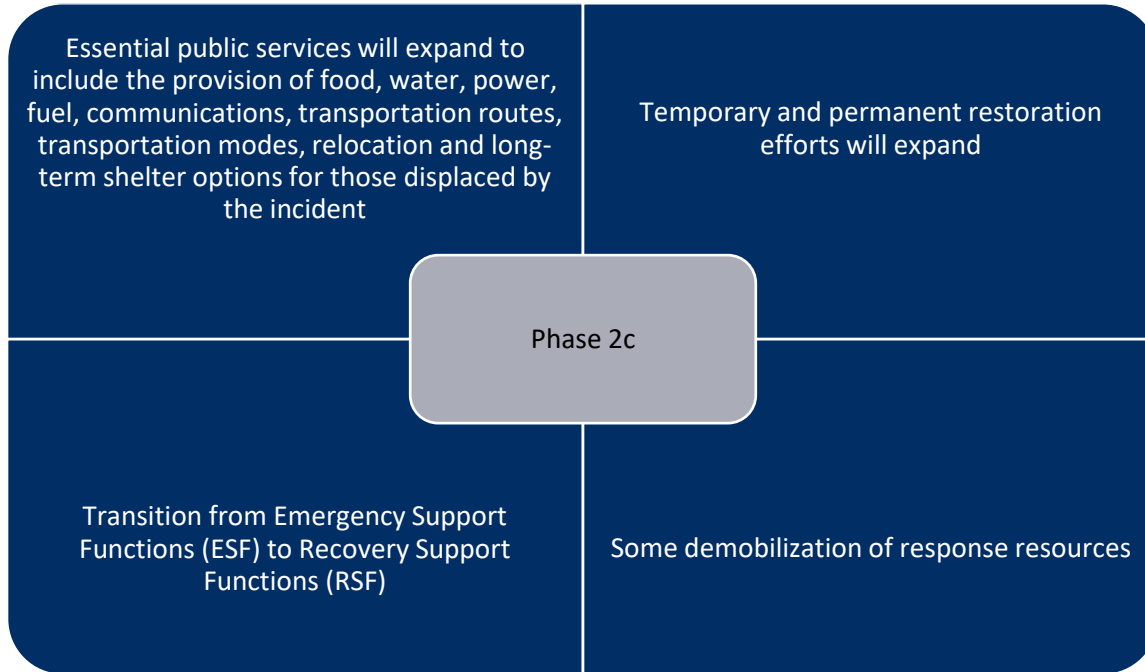 Essential public services will expand to
include the provision of food, water, power,
fuel, communications, transportation routes,
transportation modes, relocation and long-
term shelter options for those displaced by
the incident
Temporary and permanent restoration
efforts will expand
Phase 2c
Transition from Emergency Support
Functions (ESF) to Recovery Support
Functions (RSF)
Some demobilization of response resources